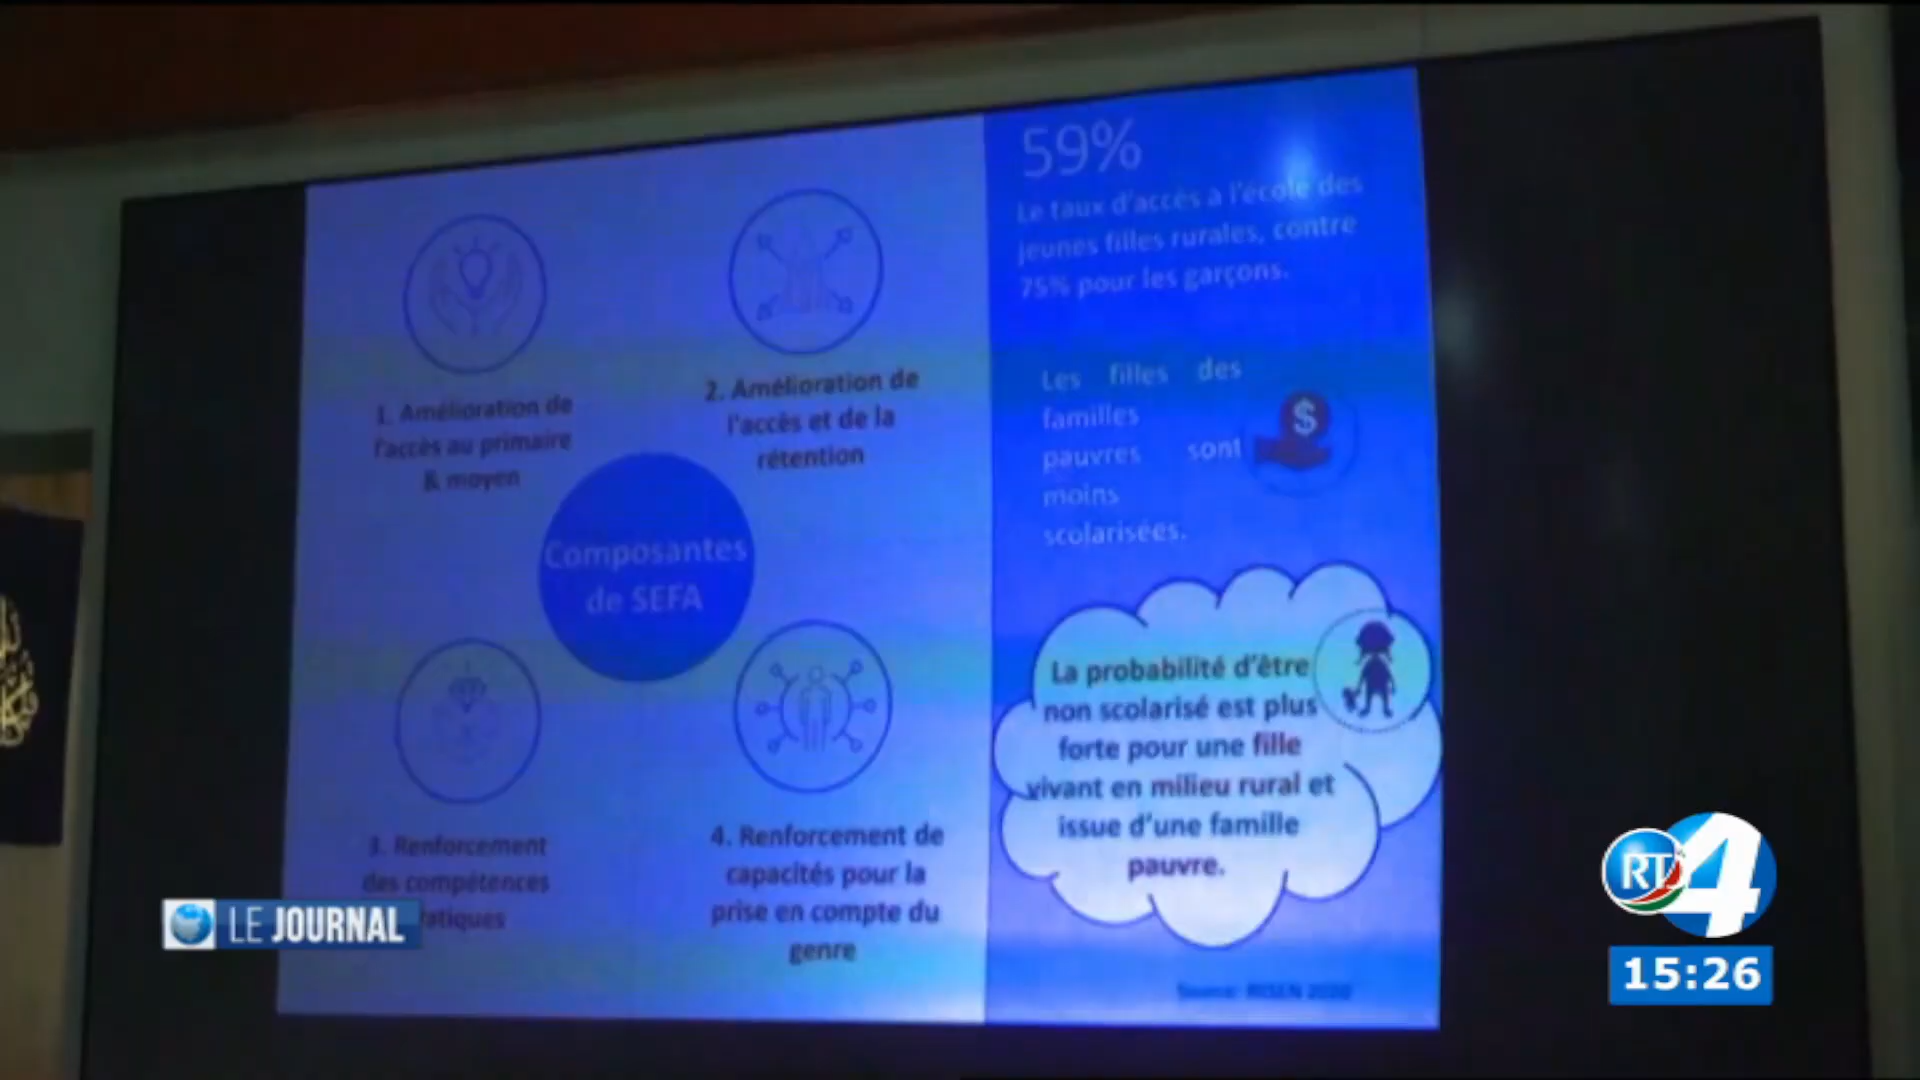 59%
Le taux d'accès à l'école des
jeunes filles rurales, contre
75% pour les garçons.
1. Amélioration de
l'accès au primaire
& moyen
2. Amélioration de
l'accès et de la
rétention
Les filles des
familles
pauvres sont
moins
scolarisées.
$
Composantes
de SEFA
La probabilité d'être
non scolarisé est plus
forte pour une fille
vivant en milieu rural et
issue d'une famille
pauvre.
3. Renforcement
des compétences
4. Renforcement de
capacités pour la
prise en compte du
genre
LE JOURNAL
RTD
4
15:26